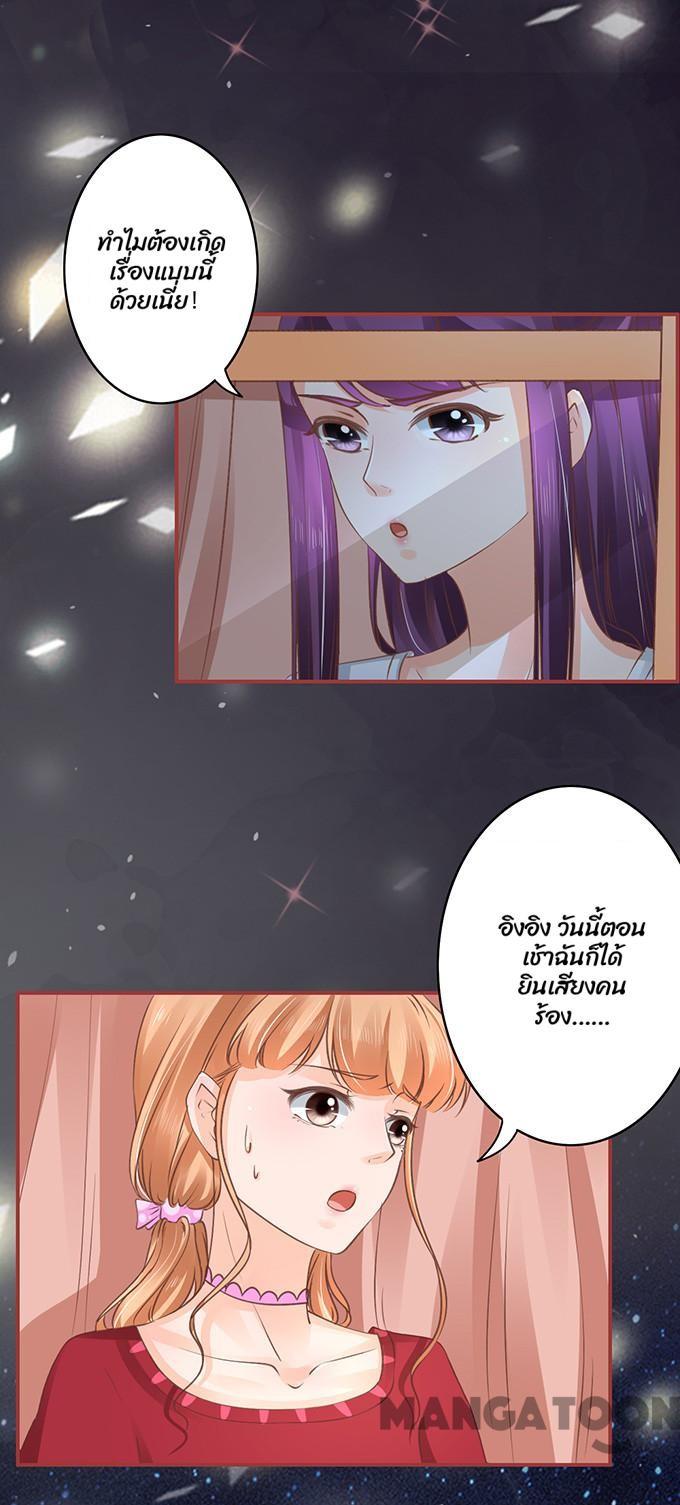 ทำไมต้องเกิด
เรื่องแบบนี้
ด้วยเนี่ย!
อิงอิง วันนี้ตอน
เช้าฉันก็ได้
ยินเสียงคน
ร้อง......
MANGATOON